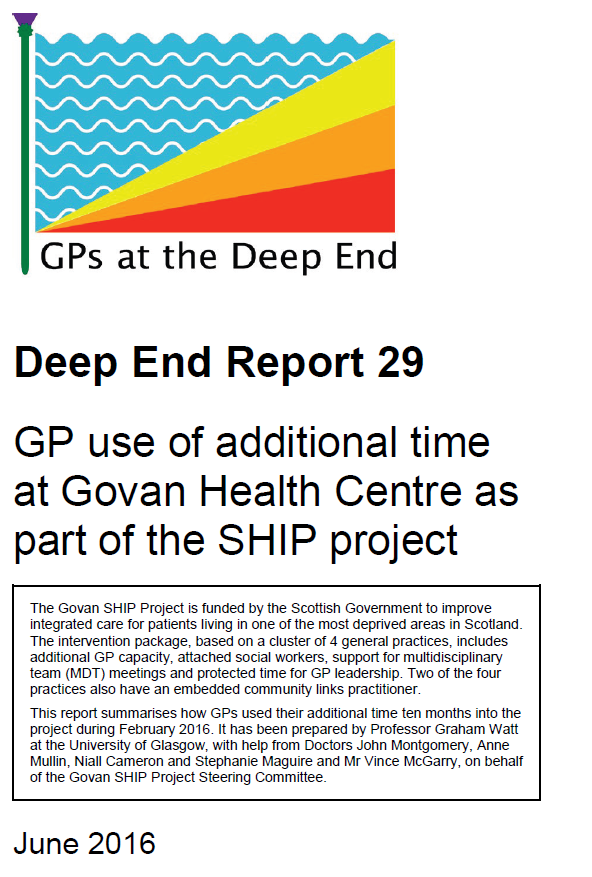 GPs at the Deep End
Deep End Report 29
GP use of additional time
at Govan Health Centre as
part of the SHIP project
The Govan SHIP Project is funded by the Scottish Government to improve
integrated care for patients living in one of the most deprived areas in Scotland.
The intervention package, based on a cluster of 4 general practices, includes
additional GP capacity, attached social workers, support for multidisciplinary
team (MDT) meetings and protected time for GP leadership. Two of the four
practices also have an embedded community links practitioner.
This report summarises how GPs used their additional time ten months into the
project during February 2016. It has been prepared by Professor Graham Watt
at the University of Glasgow, with help from Doctors John Montgomery, Anne
Mullin, Niall Cameron and Stephanie Maguire and Mr Vince McGarry, on behalf
of the Govan SHIP Project Steering Committee.
June 2016